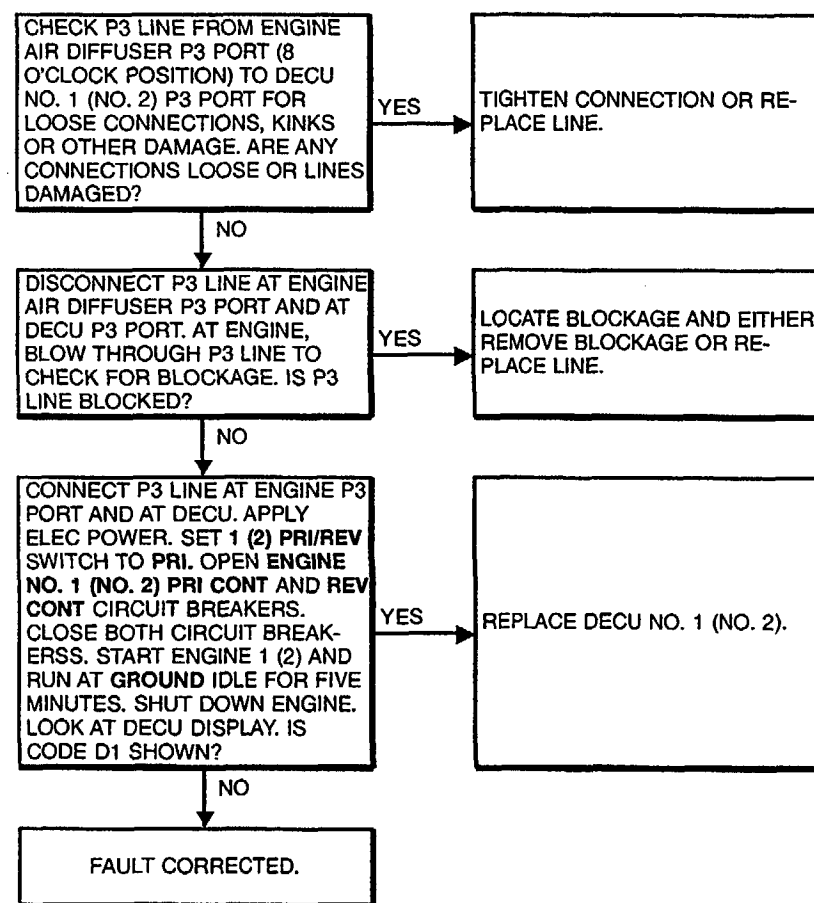 CHECK P3 LINE FROM ENGINE
AIR DIFFUSER P3 PORT (8
O'CLOCK POSITION) TO DECU
NO. 1 (NO. 2) P3 PORT FOR
LOOSE CONNECTIONS, KINKS
OR OTHER DAMAGE. ARE ANY
CONNECTIONS LOOSE OR LINES
DAMAGED?
YES
TIGHTEN CONNECTION OR RE-
PLACE LINE.
NO
DISCONNECT P3 LINE AT ENGINE
AIR DIFFUSER P3 PORT AND AT
DECU P3 PORT. AT ENGINE,
BLOW THROUGH P3 LINE TO
CHECK FOR BLOCKAGE. IS P3
LINE BLOCKED?
YES
LOCATE BLOCKAGE AND EITHER
REMOVE BLOCKAGE OR RE-
PLACE LINE.
NO
CONNECT P3 LINE AT ENGINE P3
PORT AND AT DECU. APPLY
ELEC POWER. SET 1 (2) PRI/REV
SWITCH TO PRI. OPEN ENGINE
NO. 1 (NO. 2) PRI CONT AND REV
CONT CIRCUIT BREAKERS.
CLOSE BOTH CIRCUIT BREAK-
ERSS. START ENGINE 1 (2) AND
RUN AT GROUND IDLE FOR FIVE
MINUTES. SHUT DOWN ENGINE.
LOOK AT DECU DISPLAY. IS
CODE D1 SHOWN?
YES
REPLACE DECU NO. 1 (NO. 2).
NO
FAULT CORRECTED.